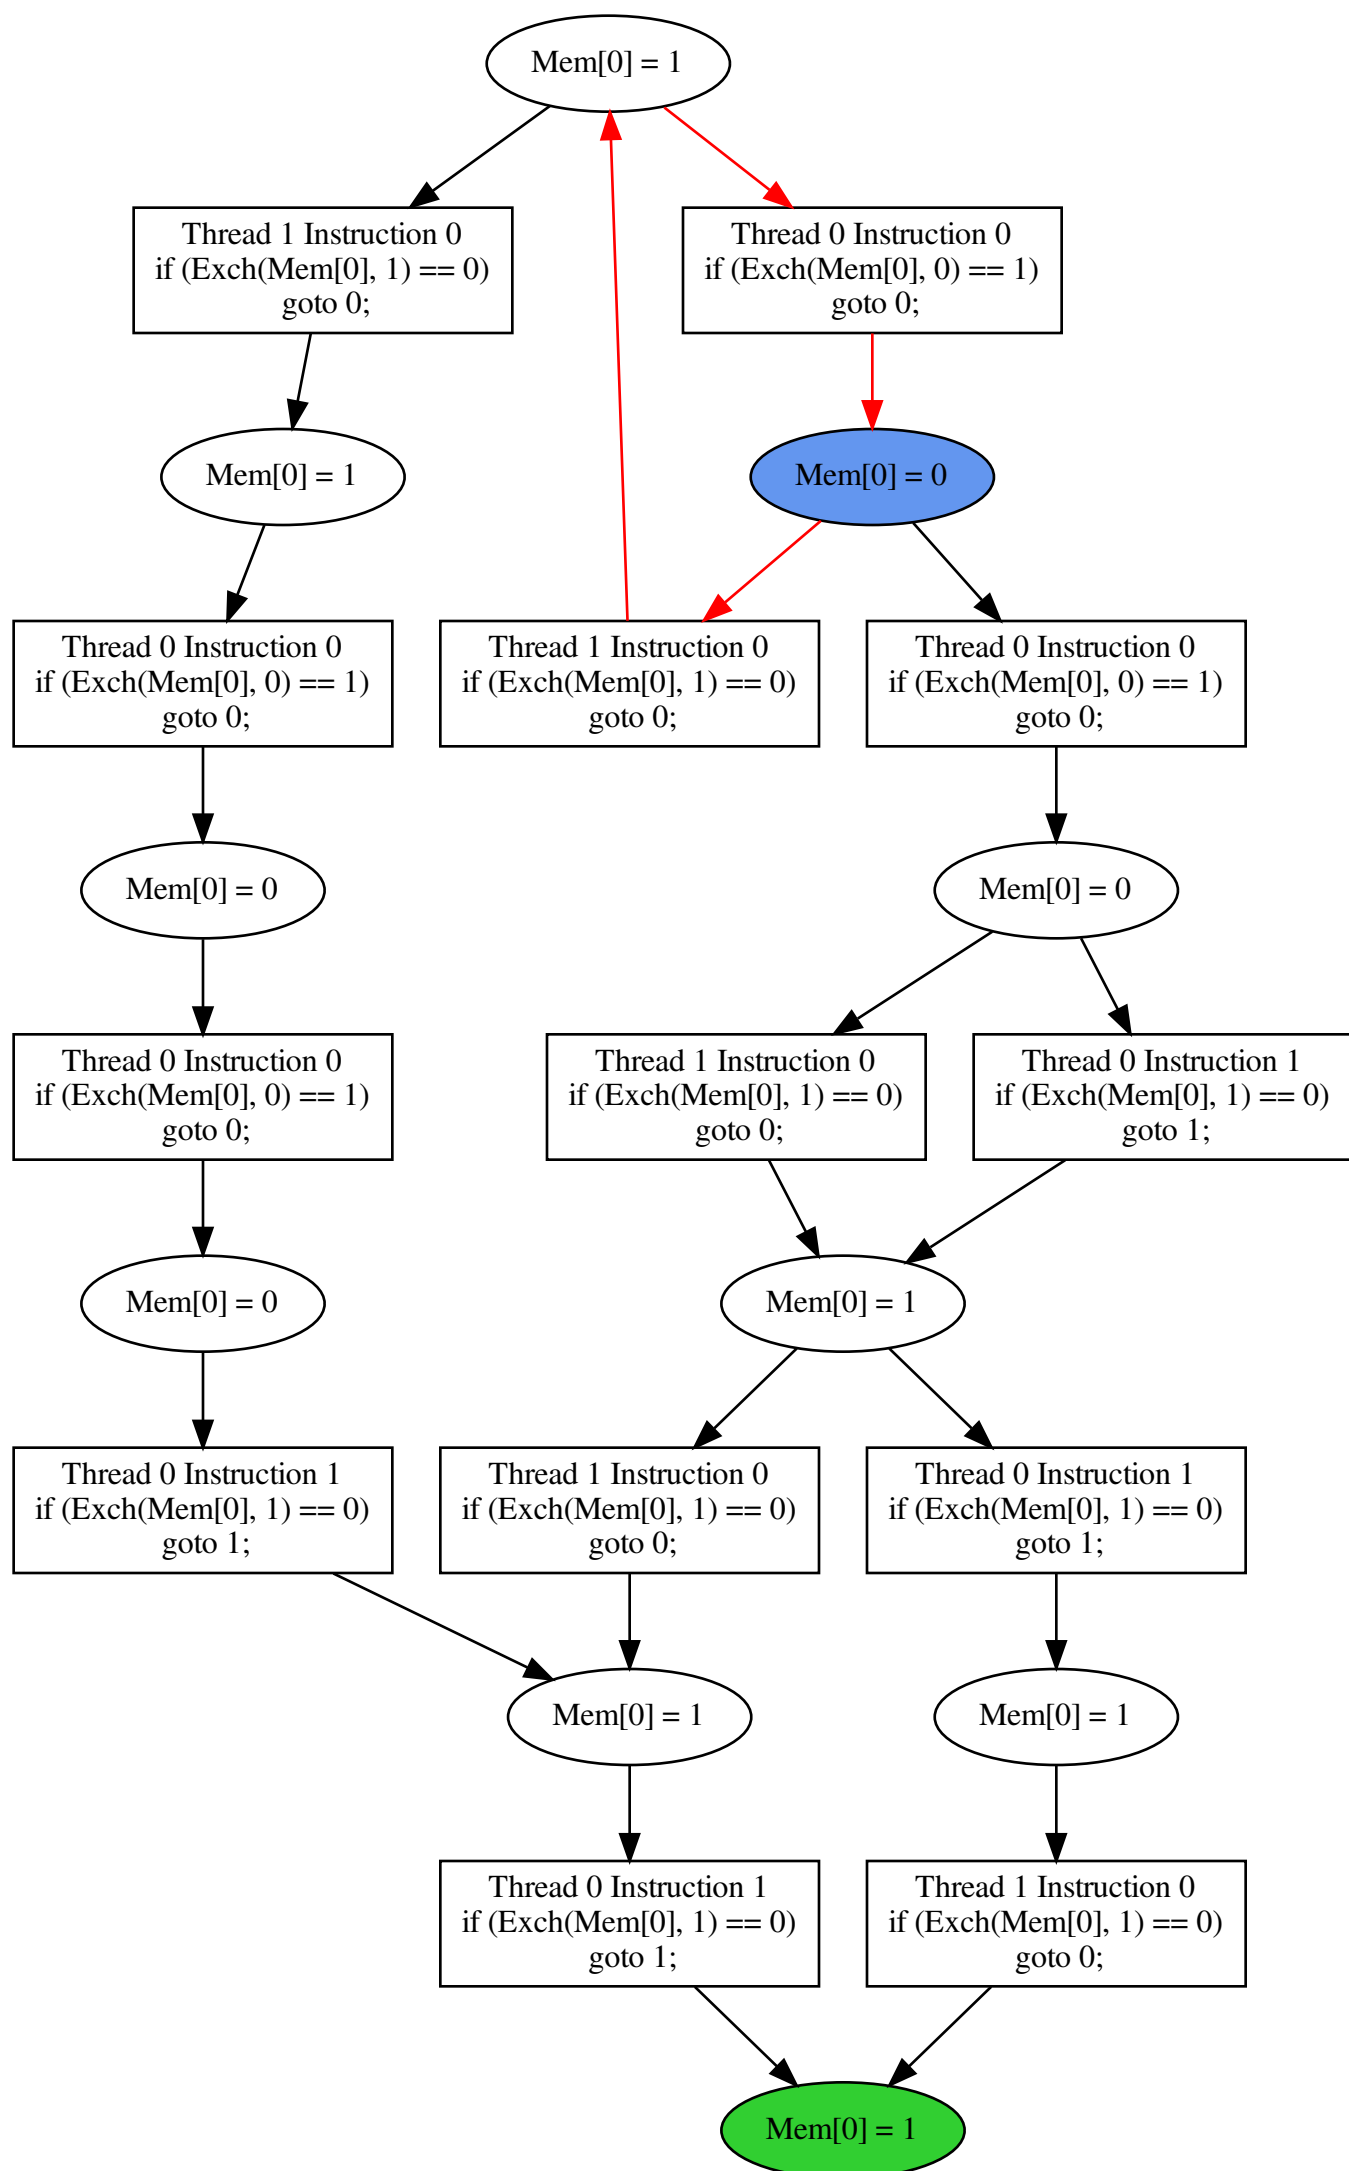 Mem[0] = 1
Thread 1 Instruction 0
if (Exch(Mem[0], 1) == 0)
goto 0;
Thread 0 Instruction 0
if (Exch(Mem[0], 0) == 1)
goto 0;
Mem[0] = 1
Mem[0] = 0
Thread 0 Instruction 0
if (Exch(Mem[0], 0) == 1)
goto 0;
Thread 1 Instruction 0
if (Exch(Mem[0], 1) == 0)
goto 0;
Thread 0 Instruction 0
if (Exch(Mem[0], 0) == 1)
goto 0;
Mem[0] = 0
Mem[0] = 0
Thread 0 Instruction 0
if (Exch(Mem[0], 0) == 1)
goto 0;
Thread 1 Instruction 0
if (Exch(Mem[0], 1) == 0)
goto 0;
Thread 0 Instruction 1
if (Exch(Mem[0], 1) == 0)
goto 1;
Mem[0] = 0
Mem[0] = 1
Thread 0 Instruction 1
if (Exch(Mem[0], 1) == 0)
goto 1;
Thread 1 Instruction 0
if (Exch(Mem[0], 1) == 0)
goto 0;
Thread 0 Instruction 1
if (Exch(Mem[0], 1) == 0)
goto 1;
Mem[0] = 1
Mem[0] = 1
Thread 0 Instruction 1
if (Exch(Mem[0], 1) == 0)
goto 1;
Thread 1 Instruction 0
if (Exch(Mem[0], 1) == 0)
goto 0;
Mem[0] = 1